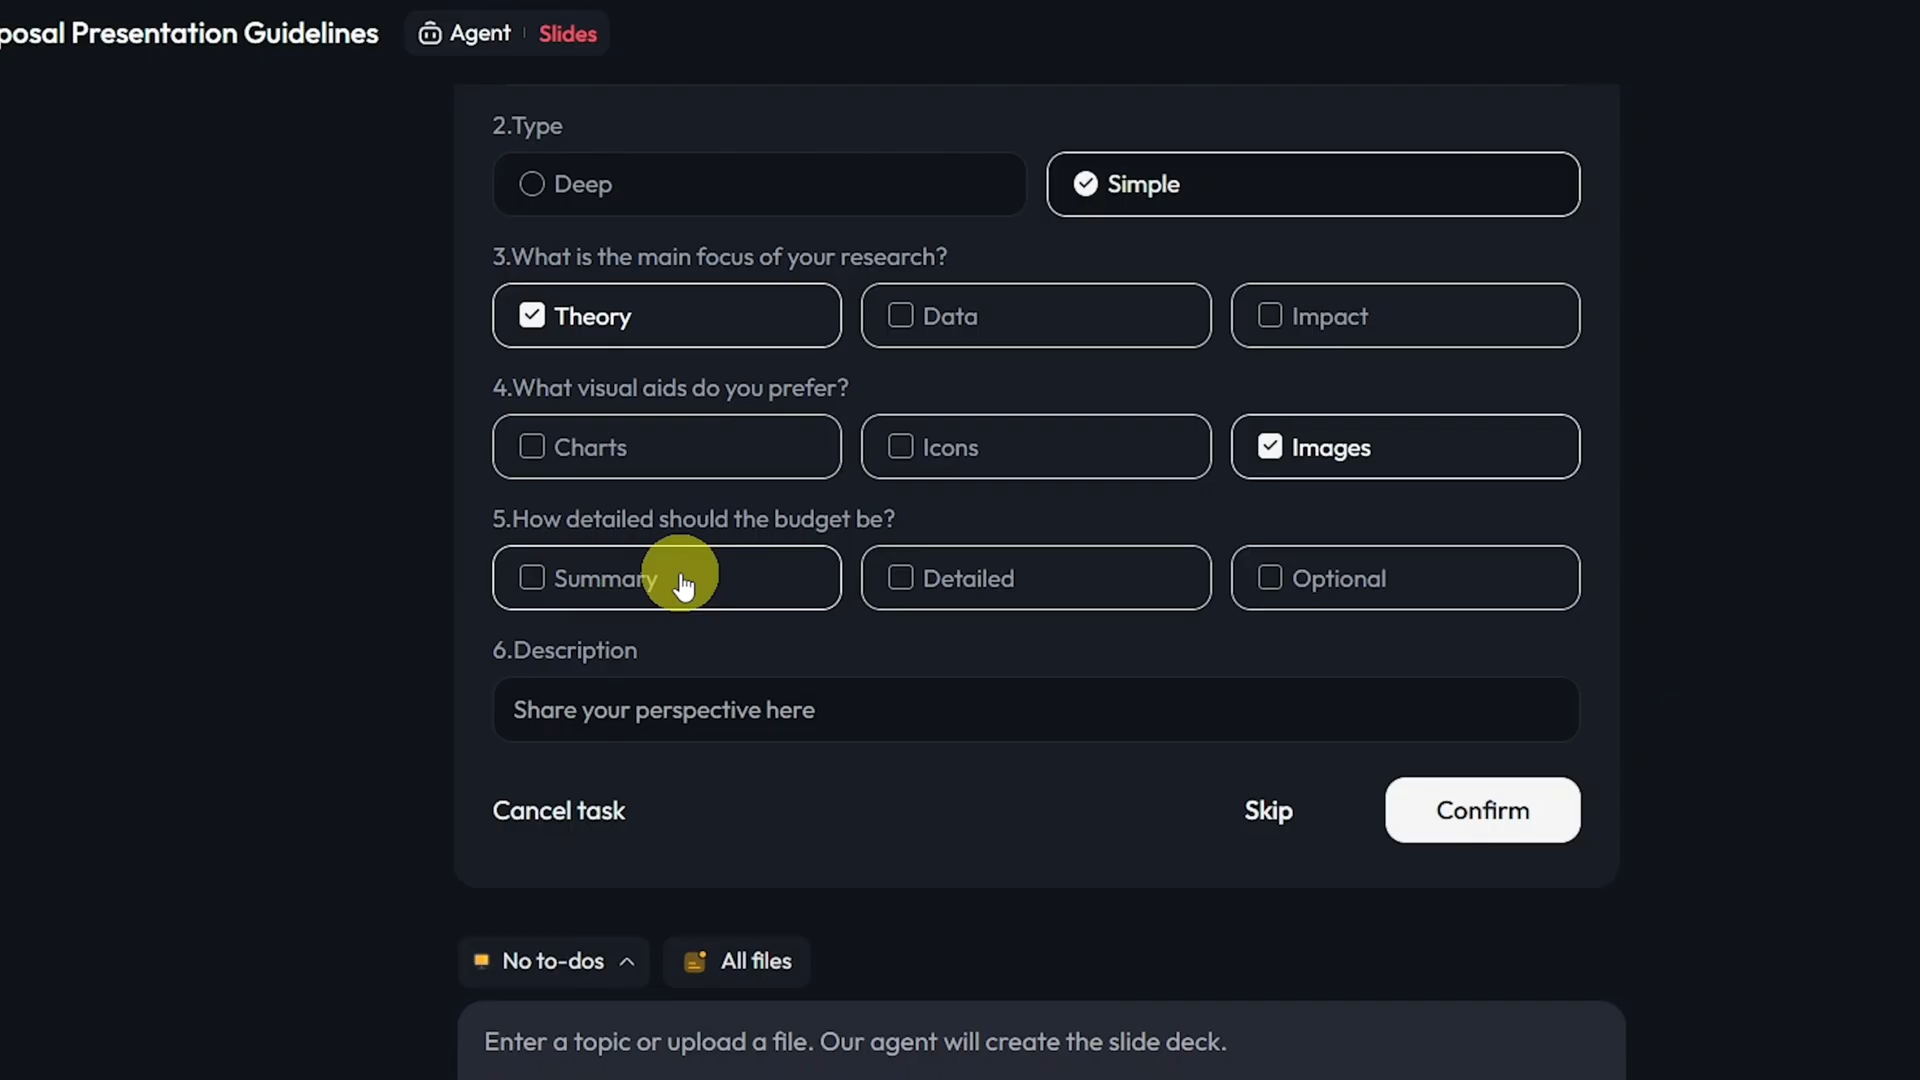 posal Presentation Guidelines Agent Slides
2.Type
Deep Simple
3.What is the main focus of your research?
Theory Data Impact
4.What visual aids do you prefer?
Charts Icons Images
5.How detailed should the budget be?
Summary Detailed Optional
6.Description
Share your perspective here
Cancel task Skip Confirm
No to-dos All files
Enter a topic or upload a file. Our agent will create the slide deck.